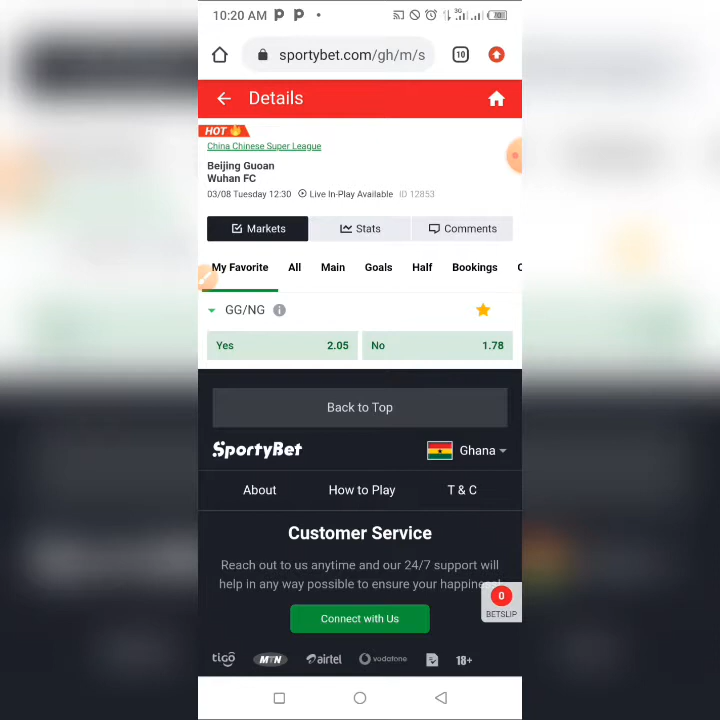 10:20 AM P P •
3G 70
sportybet.com/gh/m/s
10
Details
HOT
China Chinese Super League
Beijing Guoan
Wuhan FC
03/08 Tuesday 12:30 Live In-Play Available ID 12853
Markets Stats Comments
My Favorite All Main Goals Half Bookings
GG/NG i
Yes 2.05 No 1.78
Back to Top
SportyBet Ghana
About How to Play T & C
Customer Service
Reach out to us anytime and our 24/7 support will
help in any way possible to ensure your happiness!
0
BETSLIP
Connect with Us
tiGO MTN airtel vodafone 18+